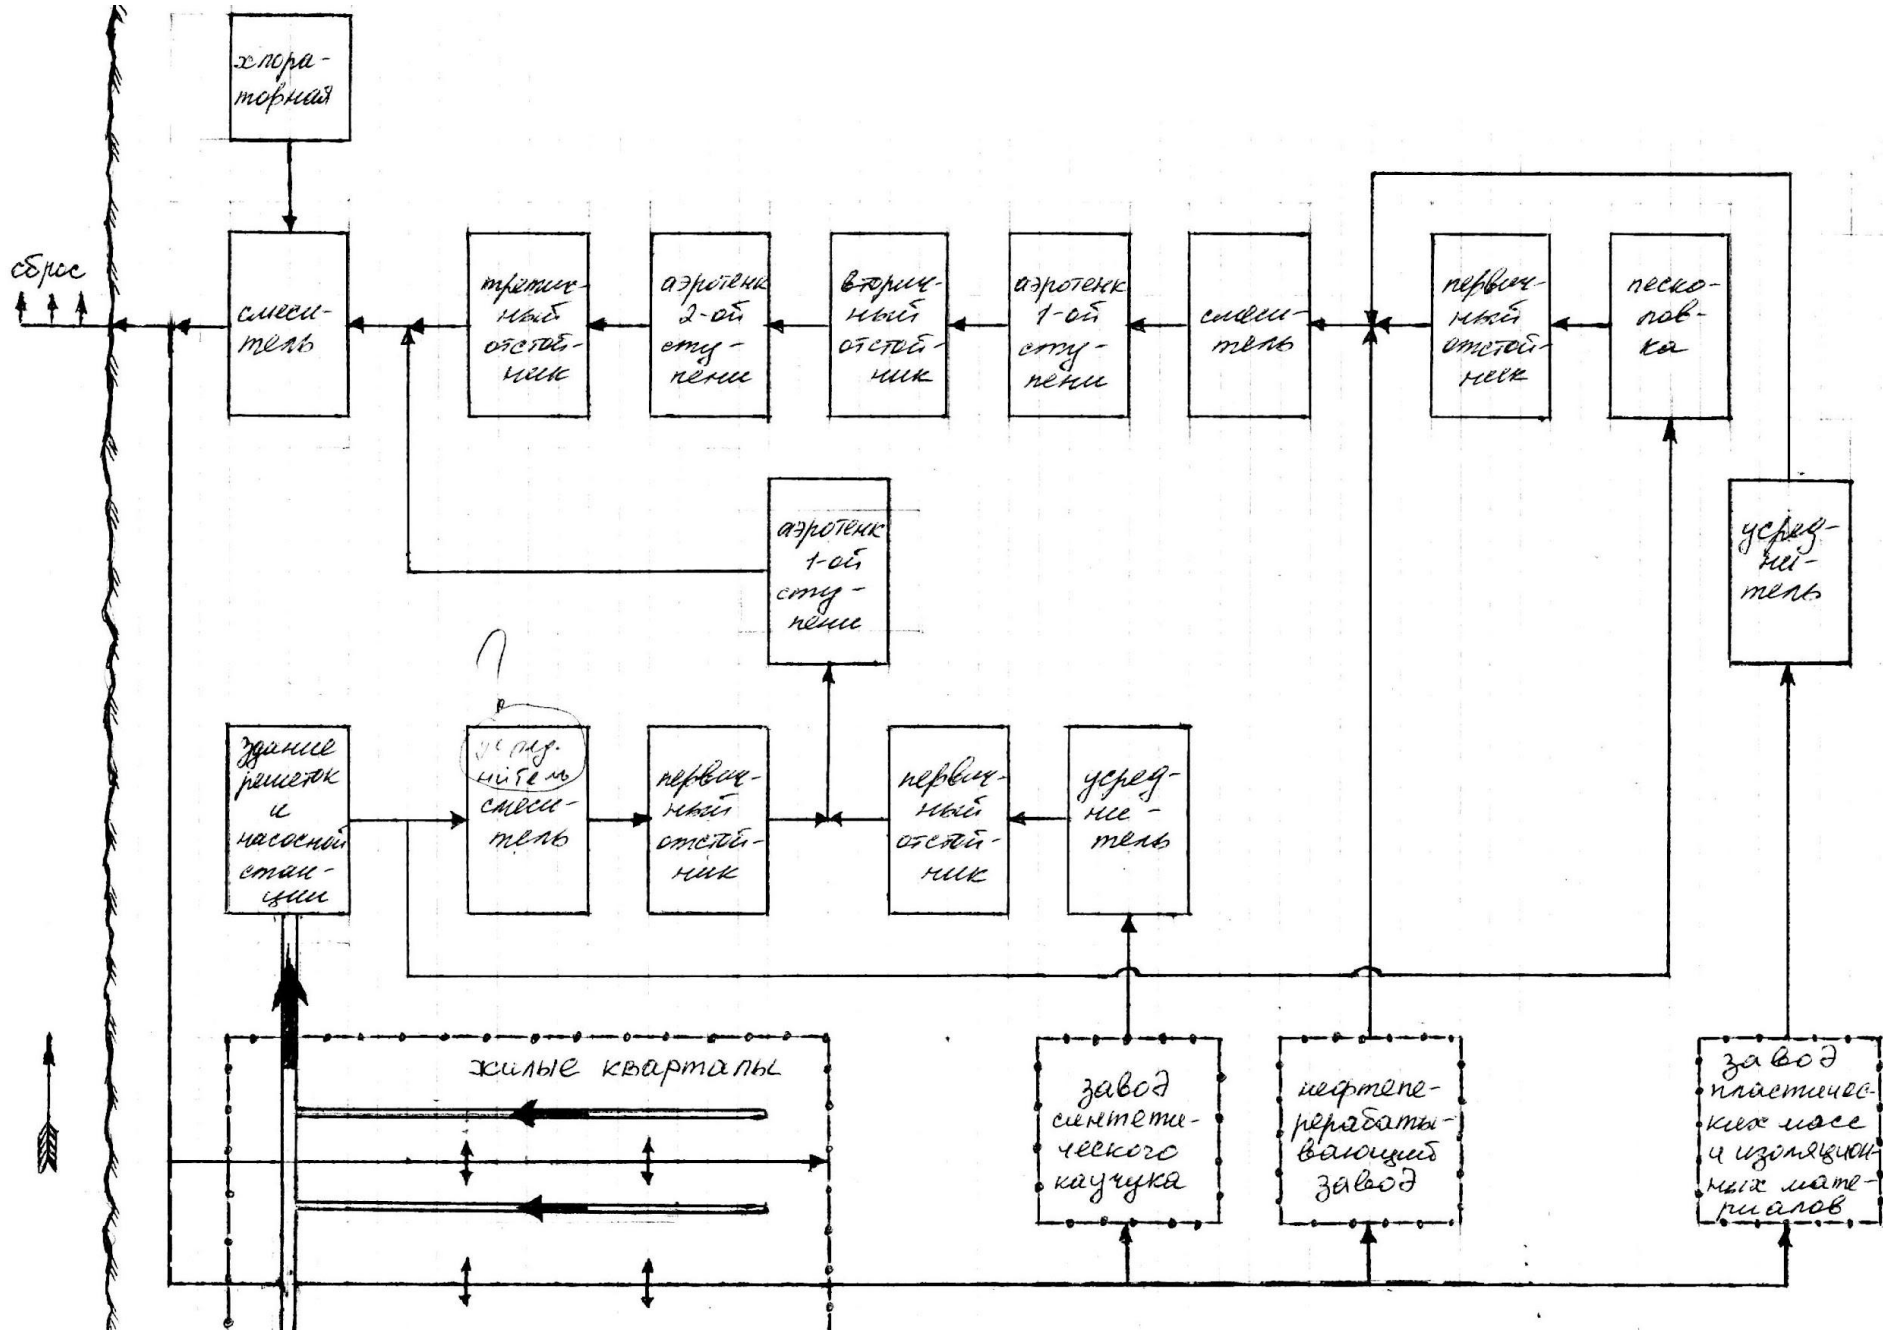 хлора-
торная
сброс
смеси-
тель
третич-
ный
отстой-
ник
аэротенк
2-ой
сту-
пени
вторич-
ный
отстой-
ник
аэротенк
1-ой
сту-
пени
смеси-
тель
первич-
ный
отстой-
ник
песко-
лов-
ка
аэротенк
1-ой
сту-
пени
усред-
ни-
тель
?
здание
решеток
и
насосной
стан-
ции
усред.
нитель
смеси-
тель
первич-
ный
отстой-
ник
первич-
ный
отстой-
ник
усред-
ни-
тель
жилые кварталы
завод
синтети-
ческого
каучука
нефтепе-
рерабаты-
вающий
завод
завод
пластичес-
ких масс
и изоляцион-
ных мате-
риалов